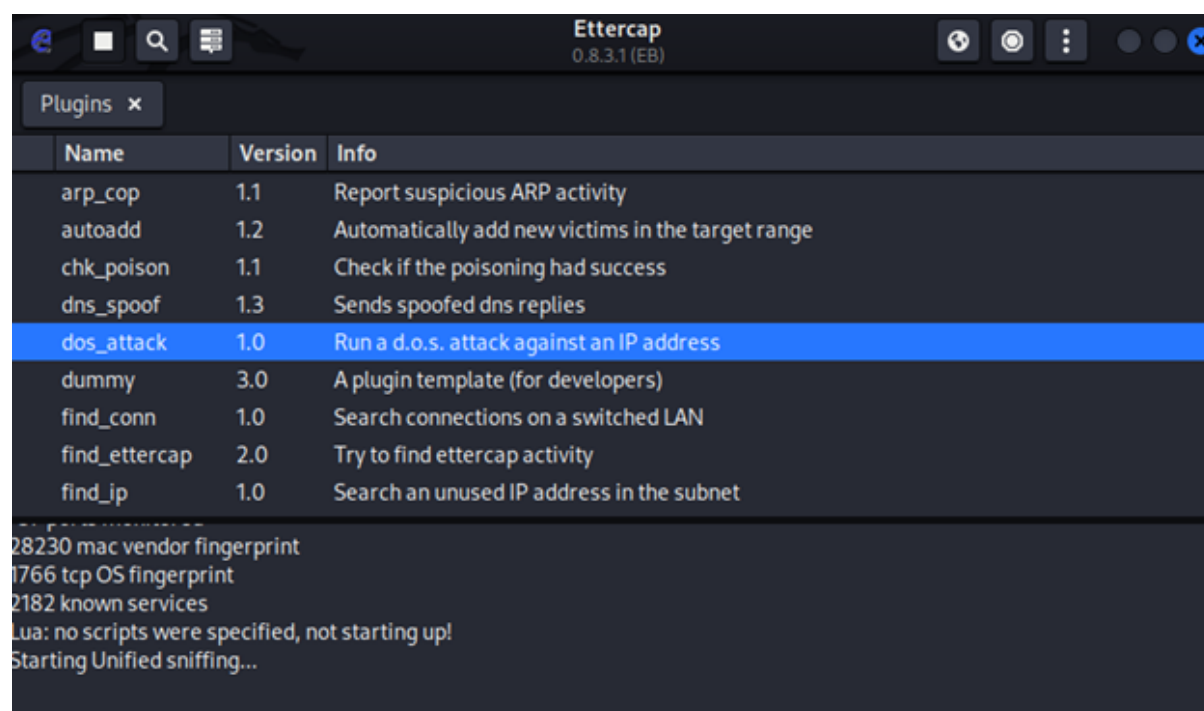 Ettercap
0.8.3.1 (EB)
Plugins ×
Name Version Info
arp_cop 1.1 Report suspicious ARP activity
autoadd 1.2 Automatically add new victims in the target range
chk_poison 1.1 Check if the poisoning had success
dns_spoof 1.3 Sends spoofed dns replies
dos_attack 1.0 Run a d.o.s. attack against an IP address
dummy 3.0 A plugin template (for developers)
find_conn 1.0 Search connections on a switched LAN
find_ettercap 2.0 Try to find ettercap activity
find_ip 1.0 Search an unused IP address in the subnet
ports monitored
28230 mac vendor fingerprint
1766 tcp OS fingerprint
2182 known services
Lua: no scripts were specified, not starting up!
Starting Unified sniffing...